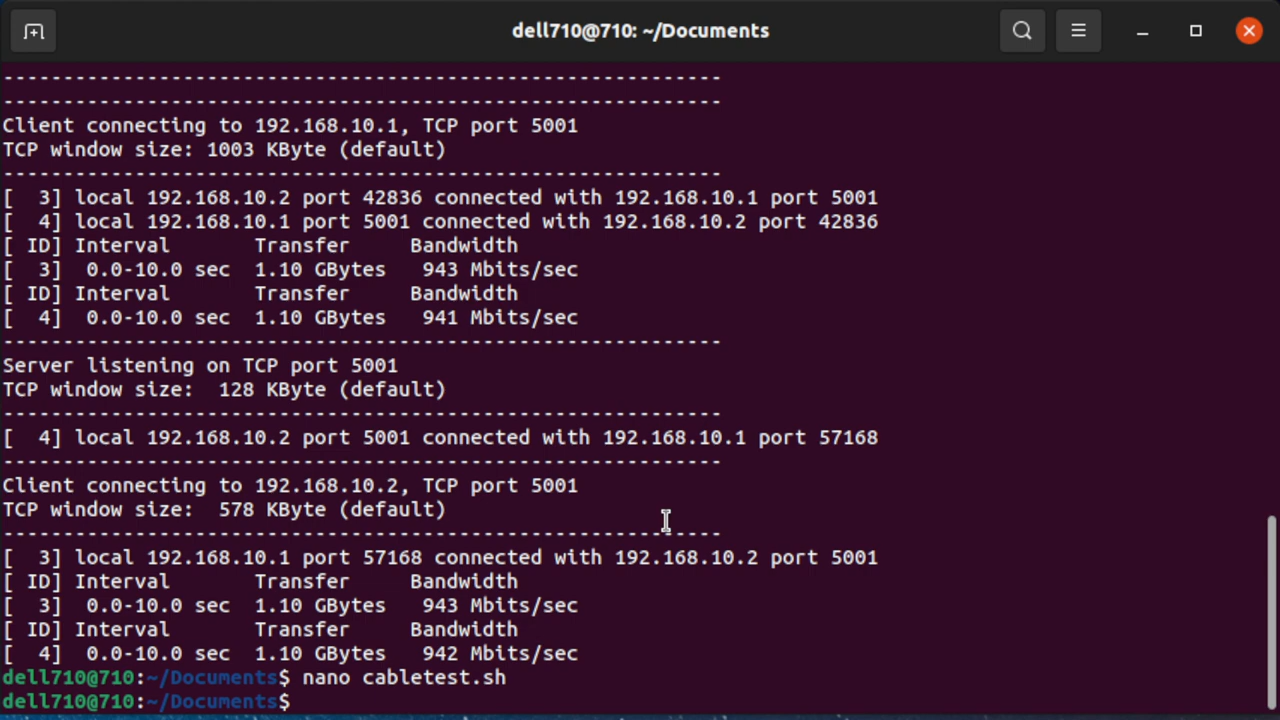 dell710@710: ~/Documents
------------------------------------------------------------
------------------------------------------------------------
Client connecting to 192.168.10.1, TCP port 5001
TCP window size: 1003 KByte (default)
------------------------------------------------------------
[  3] local 192.168.10.2 port 42836 connected with 192.168.10.1 port 5001
[  4] local 192.168.10.1 port 5001 connected with 192.168.10.2 port 42836
[ ID] Interval       Transfer     Bandwidth
[  3]  0.0-10.0 sec  1.10 GBytes   943 Mbits/sec
[ ID] Interval       Transfer     Bandwidth
[  4]  0.0-10.0 sec  1.10 GBytes   941 Mbits/sec
------------------------------------------------------------
Server listening on TCP port 5001
TCP window size:  128 KByte (default)
------------------------------------------------------------
[  4] local 192.168.10.2 port 5001 connected with 192.168.10.1 port 57168
------------------------------------------------------------
Client connecting to 192.168.10.2, TCP port 5001
TCP window size:  578 KByte (default)
------------------------------------------------------------
[  3] local 192.168.10.1 port 57168 connected with 192.168.10.2 port 5001
[ ID] Interval       Transfer     Bandwidth
[  3]  0.0-10.0 sec  1.10 GBytes   943 Mbits/sec
[ ID] Interval       Transfer     Bandwidth
[  4]  0.0-10.0 sec  1.10 GBytes   942 Mbits/sec
dell710@710:~/Documents$ nano cabletest.sh
dell710@710:~/Documents$